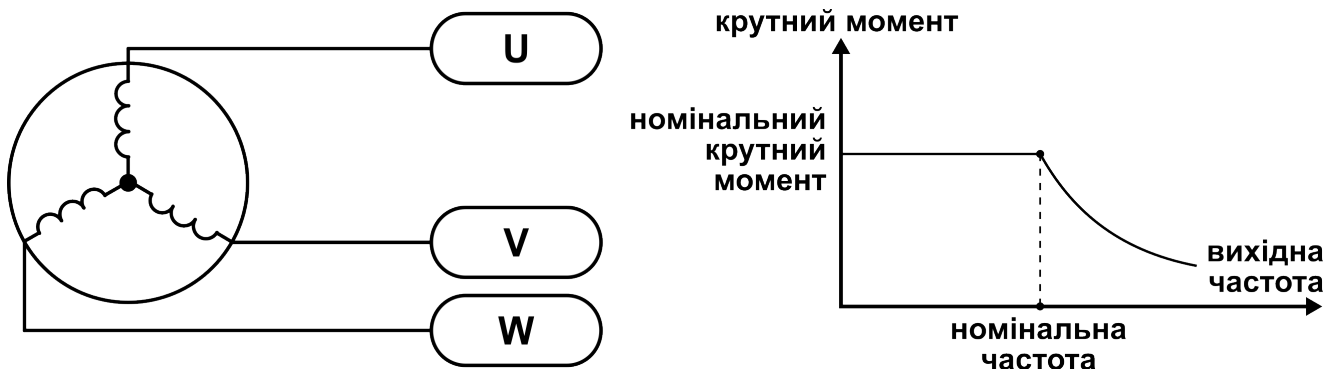 U
V
W
крутний момент
номінальний
крутний
момент
вихідна
частота
номінальна
частота